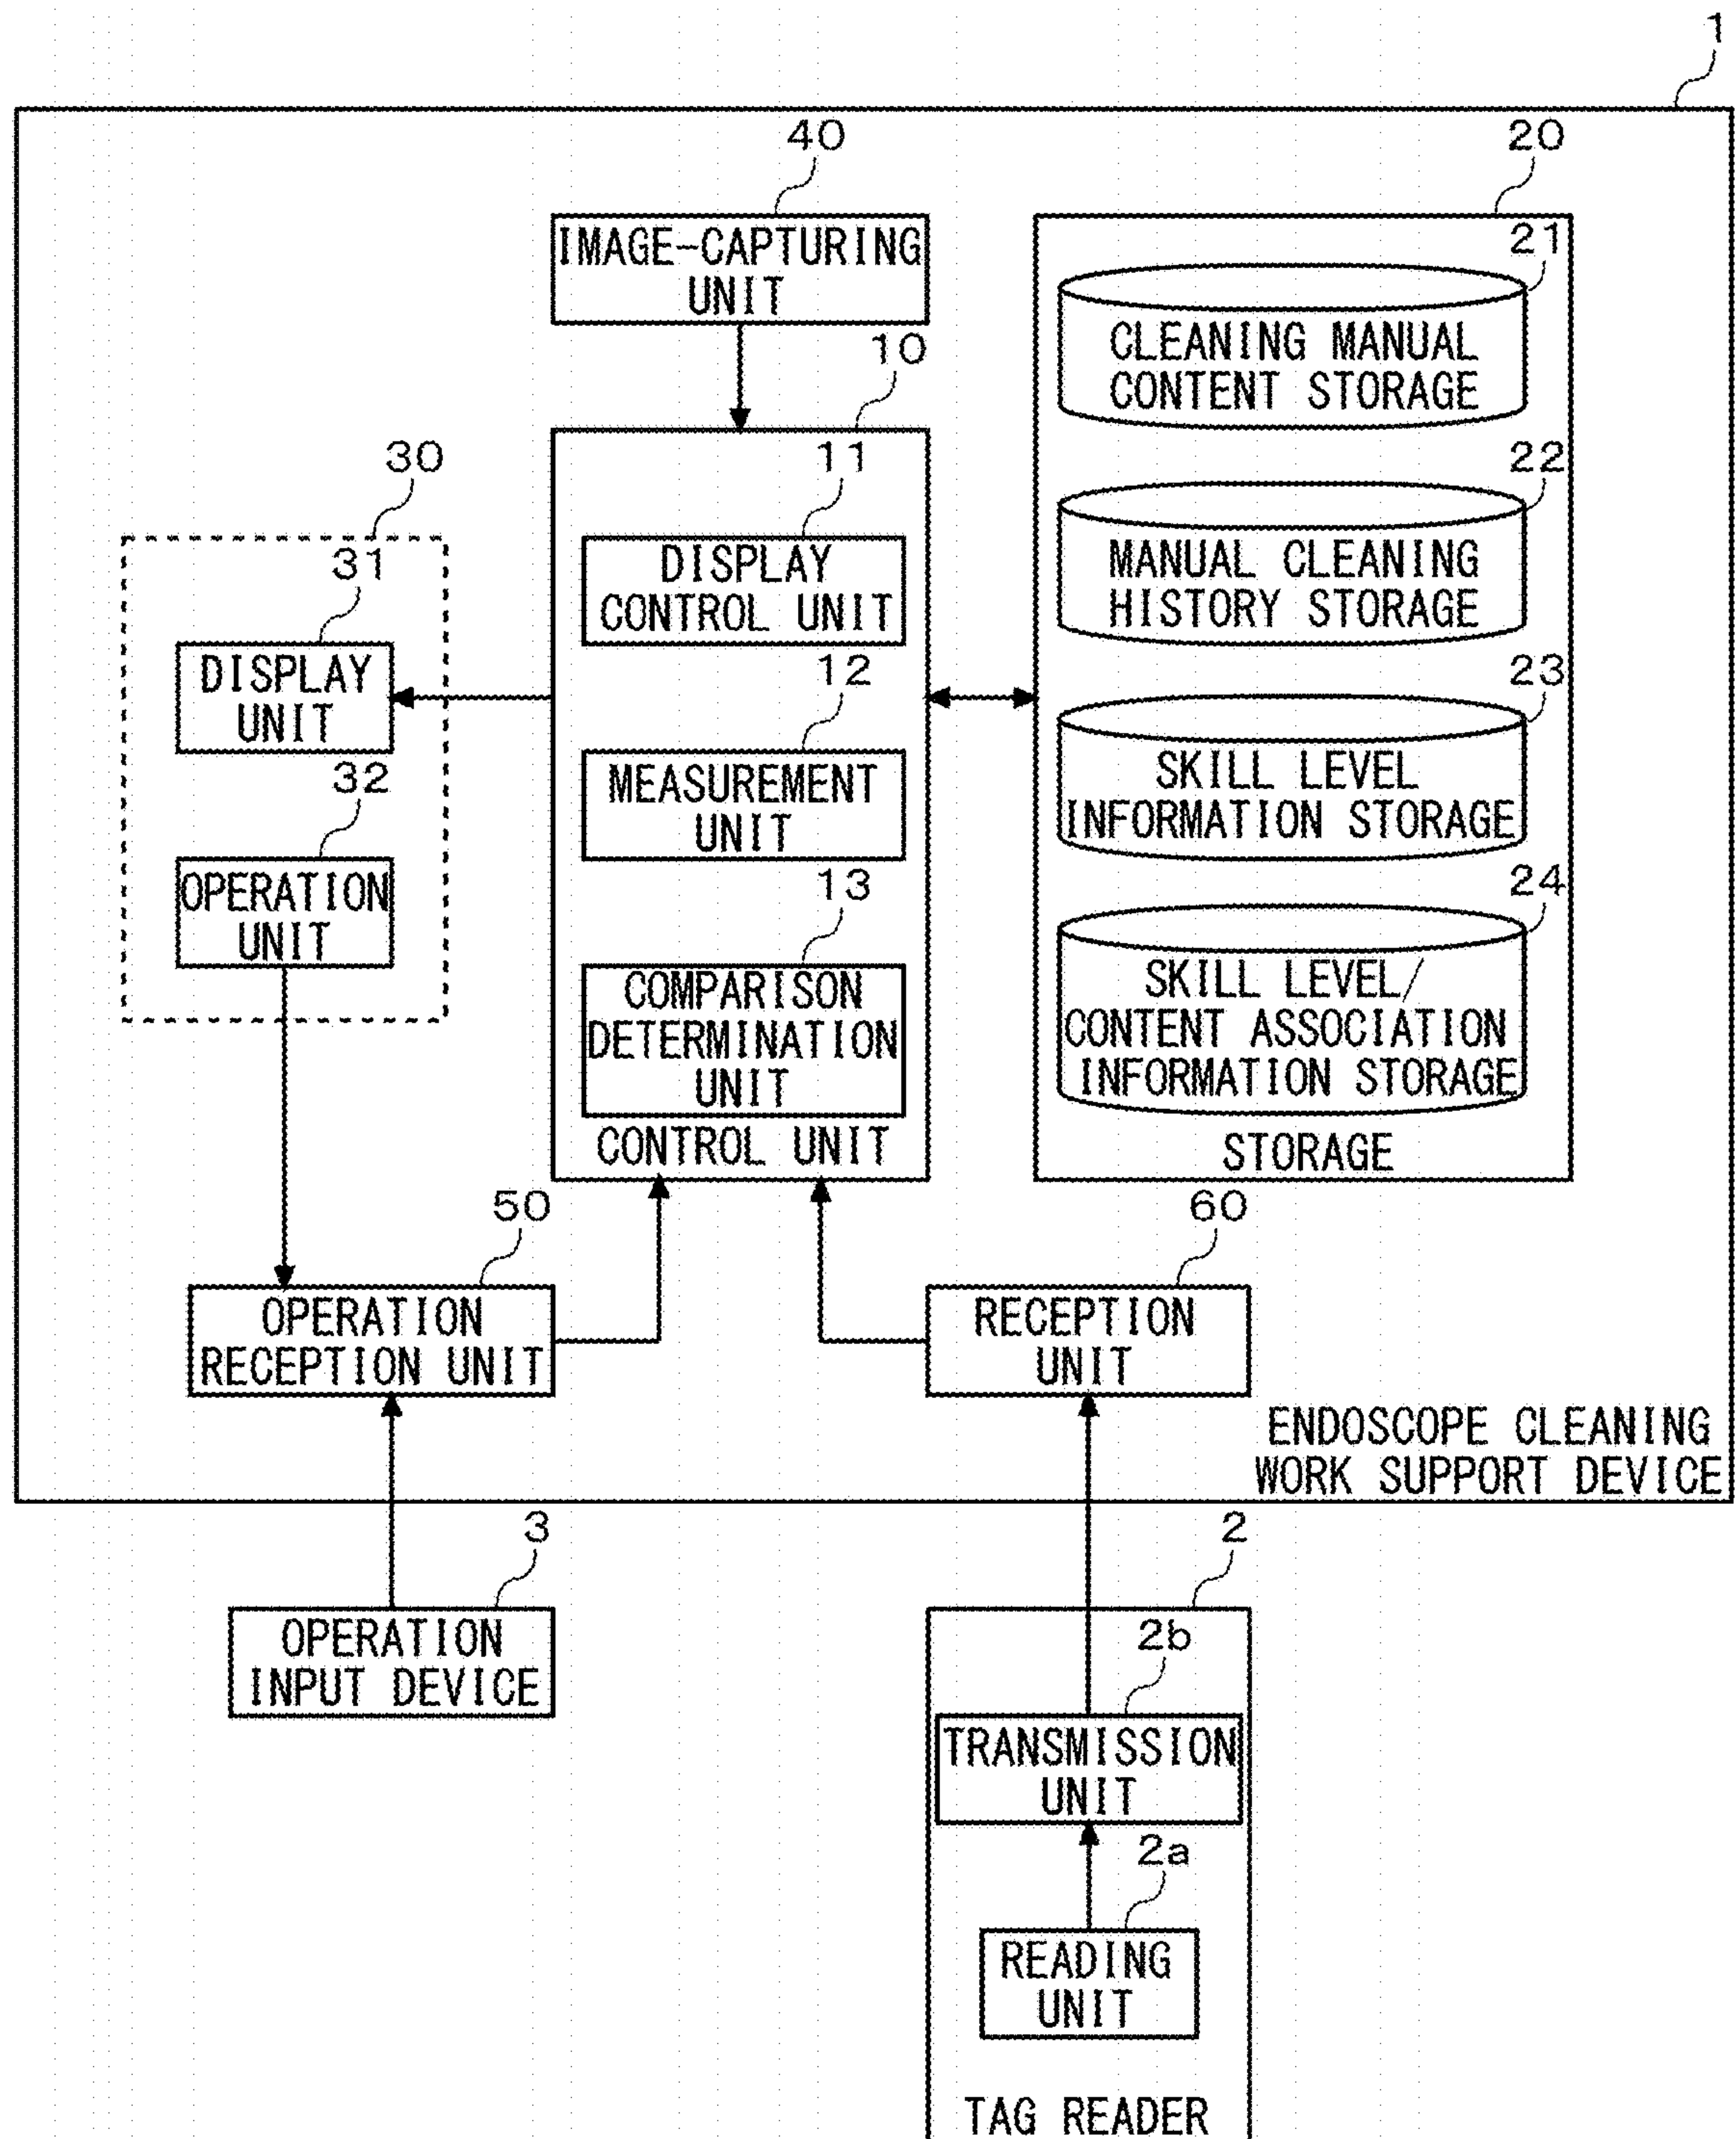 1
40
IMAGE-CAPTURING
UNIT
20
21
CLEANING MANUAL
CONTENT STORAGE
22
MANUAL CLEANING
HISTORY STORAGE
23
SKILL LEVEL
INFORMATION STORAGE
24
SKILL LEVEL/
CONTENT ASSOCIATION
INFORMATION STORAGE
STORAGE
10
11
DISPLAY
CONTROL UNIT
12
MEASUREMENT
UNIT
13
COMPARISON
DETERMINATION
UNIT
CONTROL UNIT
30
31
DISPLAY
UNIT
32
OPERATION
UNIT
50
OPERATION
RECEPTION UNIT
60
RECEPTION
UNIT
ENDOSCOPE CLEANING
WORK SUPPORT DEVICE
3
OPERATION
INPUT DEVICE
2
2b
TRANSMISSION
UNIT
2a
READING
UNIT
TAG READER